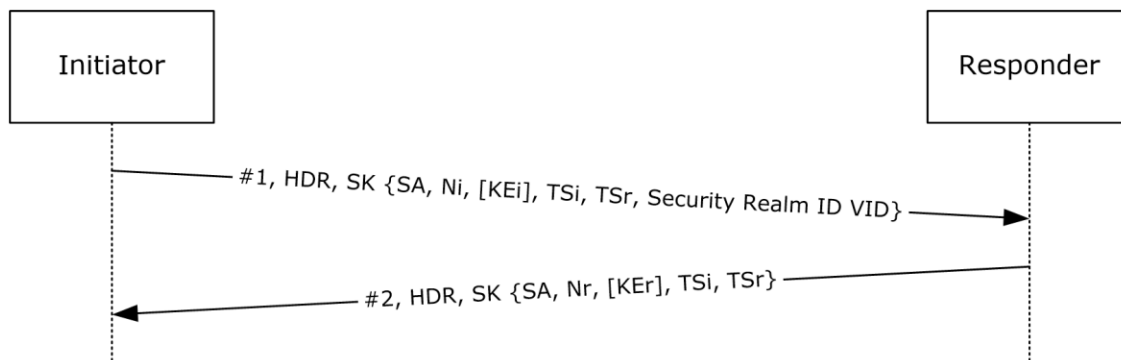 Initiator
Responder
#1, HDR, SK {SA, Ni, [KEi], TSi, TSr, Security Realm ID VID}
#2, HDR, SK {SA, Nr, [KEr], TSi, TSr}